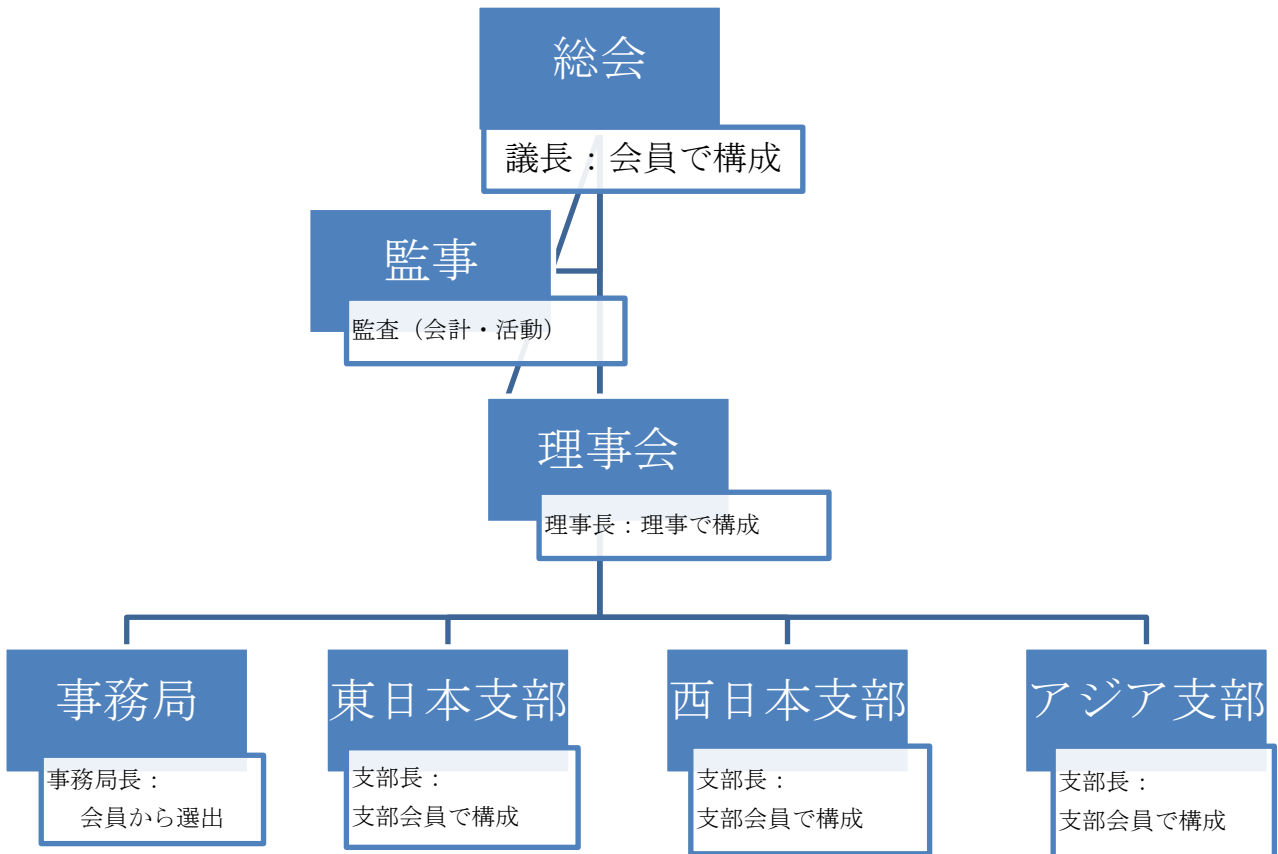 総会
議長：会員で構成
監事
監査（会計・活動）
理事会
理事長：理事で構成
事務局
事務局長：
会員から選出
東日本支部
支部長：
支部会員で構成
西日本支部
支部長：
支部会員で構成
アジア支部
支部長：
支部会員で構成